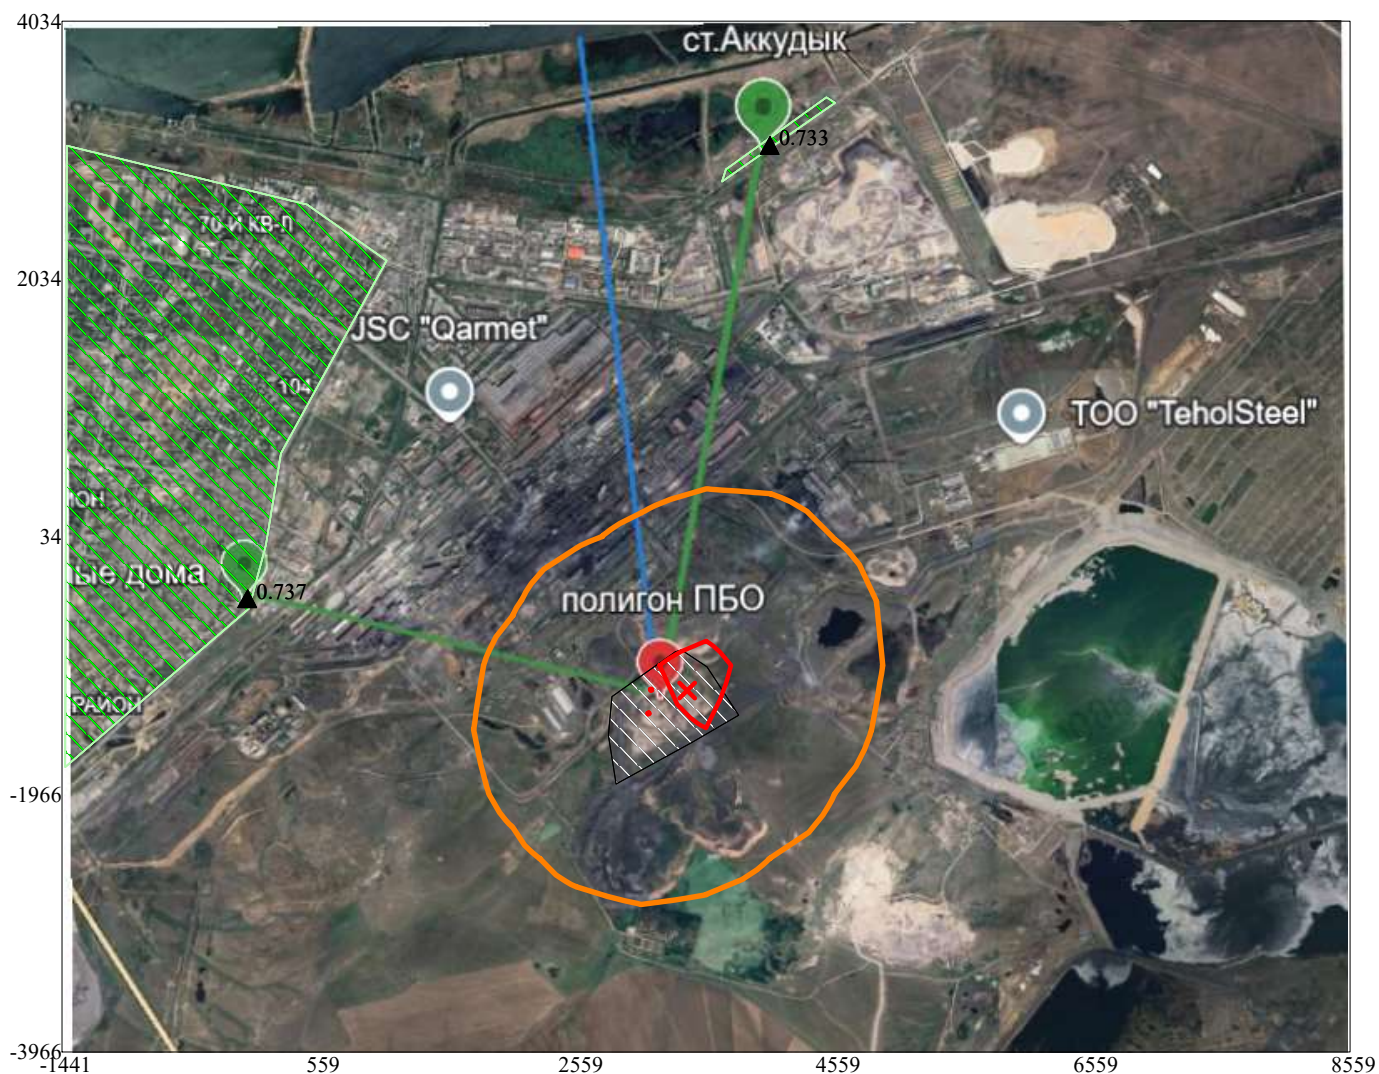 4034
ст.Аккудык
0.733
70-Й КВ-Л
2034
JSC "Qarmet"
104
ТОО "TeholSteel"
ІОН
34
ые дома
0.737
полигон ПБО
РАЙОН
-1966
-3966
-1441
559
2559
4559
6559
8559